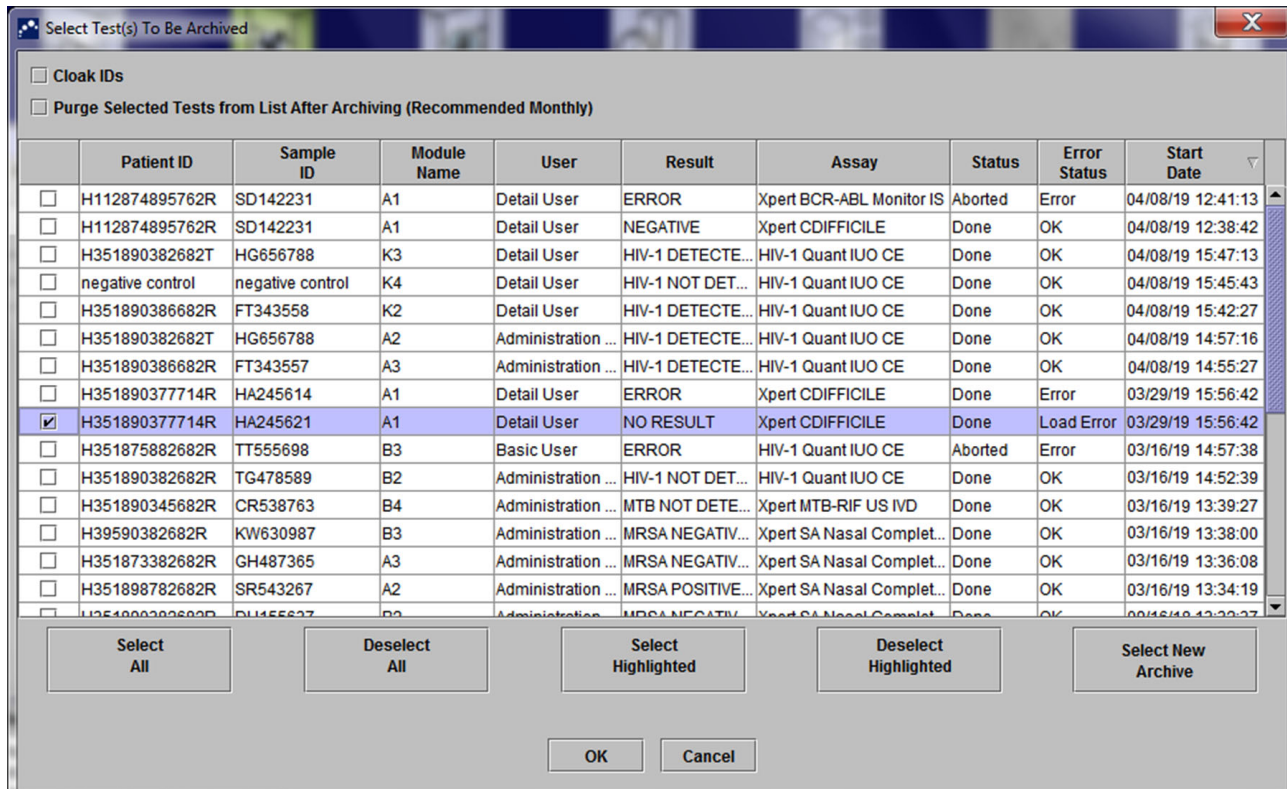 Select Test(s) To Be Archived
Cloak IDs
Purge Selected Tests from List After Archiving (Recommended Monthly)
Patient ID Sample ID Module Name User Result Assay Status Error Status Start Date
H112874895762R SD142231 A1 Detail User ERROR Xpert BCR-ABL Monitor IS Aborted Error 04/08/19 12:41:13
H112874895762R SD142231 A1 Detail User NEGATIVE Xpert CDIFFICILE Done OK 04/08/19 12:38:42
H351890382682T HG656788 K3 Detail User HIV-1 DETECTE... HIV-1 Quant IUO CE Done OK 04/08/19 15:47:13
negative control negative control K4 Detail User HIV-1 NOT DET... HIV-1 Quant IUO CE Done OK 04/08/19 15:45:43
H351890386682R FT343558 K2 Detail User HIV-1 DETECTE... HIV-1 Quant IUO CE Done OK 04/08/19 15:42:27
H351890382682T HG656788 A2 Administration ... HIV-1 DETECTE... HIV-1 Quant IUO CE Done OK 04/08/19 14:57:16
H351890386682R FT343557 A3 Administration ... HIV-1 DETECTE... HIV-1 Quant IUO CE Done OK 04/08/19 14:55:27
H351890377714R HA245614 A1 Detail User ERROR Xpert CDIFFICILE Done Error 03/29/19 15:56:42
H351890377714R HA245621 A1 Detail User NO RESULT Xpert CDIFFICILE Done Load Error 03/29/19 15:56:42
H351875882682R TT555698 B3 Basic User ERROR HIV-1 Quant IUO CE Aborted Error 03/16/19 14:57:38
H351890382682R TG478589 B2 Administration ... HIV-1 NOT DET... HIV-1 Quant IUO CE Done OK 03/16/19 14:52:39
H351890345682R CR538763 B4 Administration ... MTB NOT DETE... Xpert MTB-RIF US IVD Done OK 03/16/19 13:39:27
H39590382682R KW630987 B3 Administration ... MRSA NEGATIV... Xpert SA Nasal Complet... Done OK 03/16/19 13:38:00
H351873382682R GH487365 A3 Administration ... MRSA NEGATIV... Xpert SA Nasal Complet... Done OK 03/16/19 13:36:08
H351898782682R SR543267 A2 Administration ... MRSA POSITIVE... Xpert SA Nasal Complet... Done OK 03/16/19 13:34:19
Select All Deselect All Select Highlighted Deselect Highlighted Select New Archive
OK Cancel